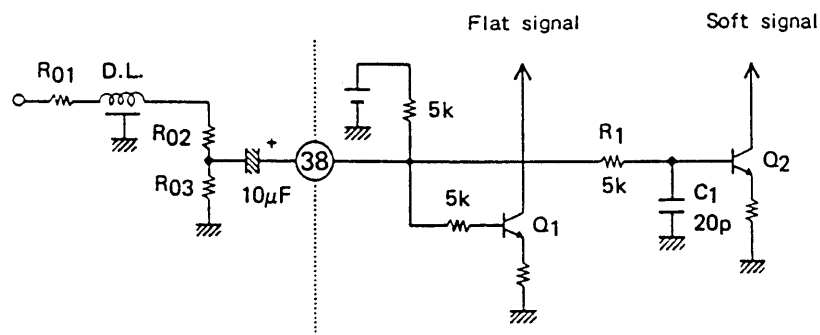 Flat signal
Soft signal
R01
D.L.
R02
R03
+
10μF
38
5k
5k
Q1
R1
5k
C1
20p
Q2